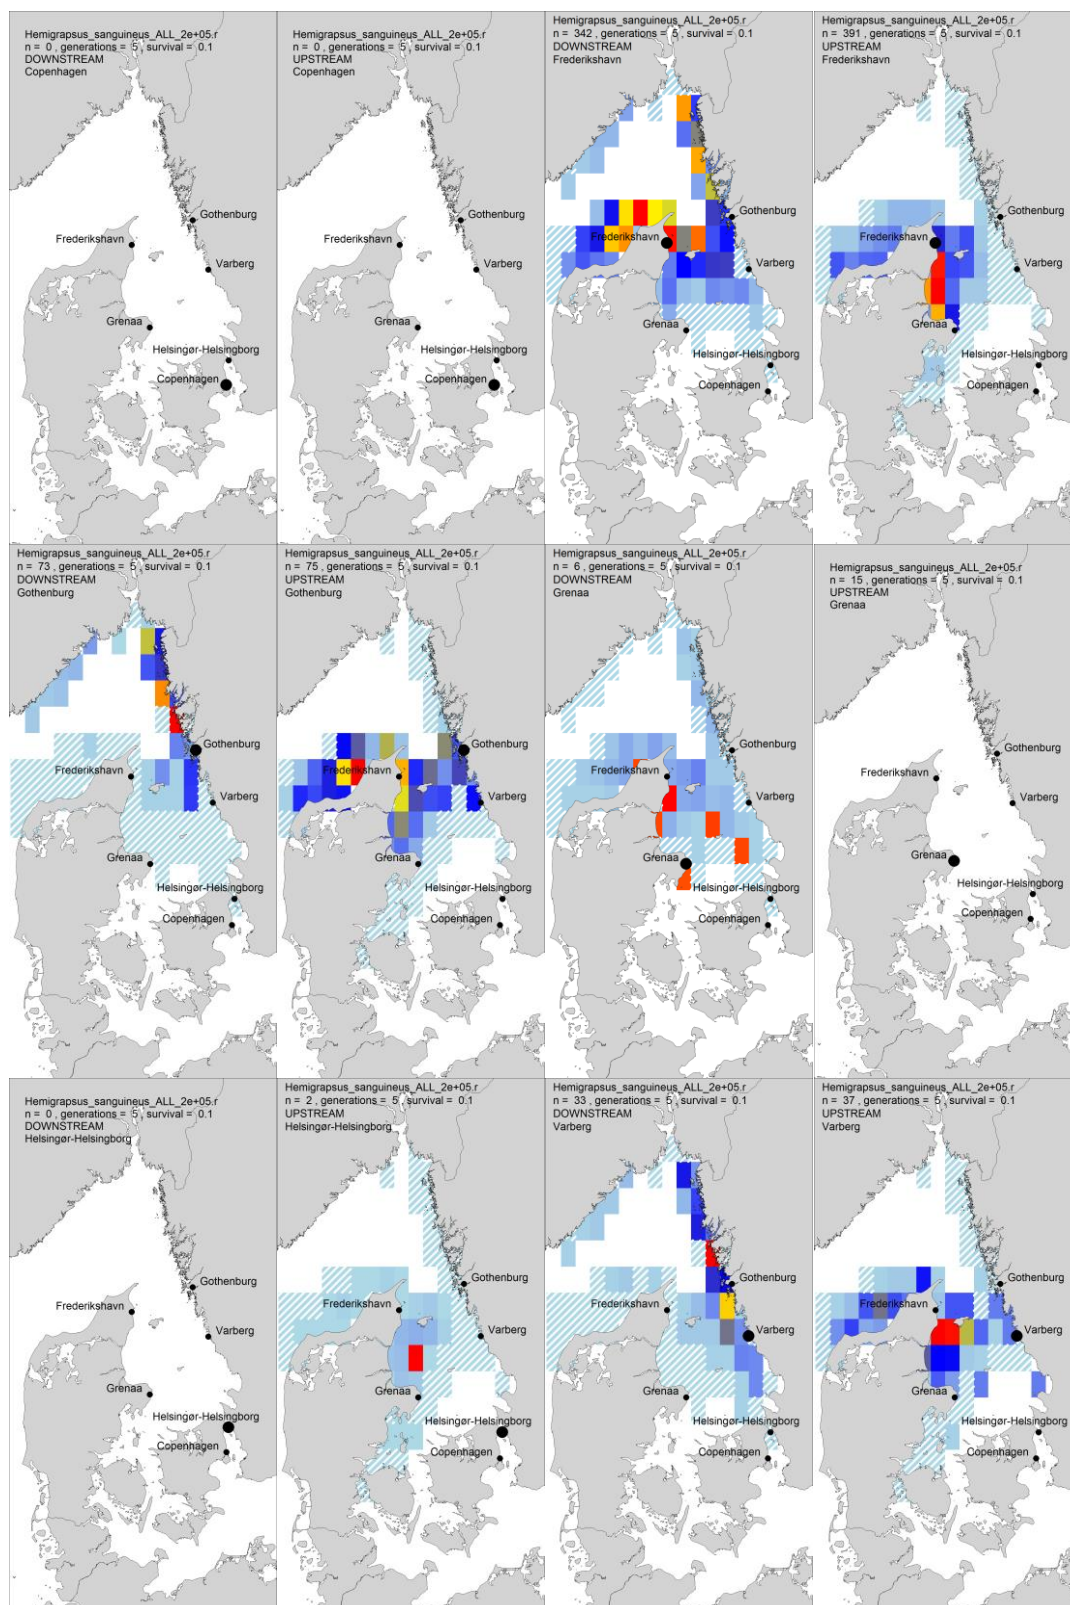 Hemigrapsus_sanguineus_ALL_2e+05.r
n = 0 , generations = 5 , survival = 0.1
DOWNSTREAM
Copenhagen
Gothenburg
Frederikshavn
Varberg
Grenaa
Helsingør-Helsingborg
Copenhagen
Hemigrapsus_sanguineus_ALL_2e+05.r
n = 0 , generations = 5 , survival = 0.1
UPSTREAM
Copenhagen
Gothenburg
Frederikshavn
Varberg
Grenaa
Helsingør-Helsingborg
Copenhagen
Hemigrapsus_sanguineus_ALL_2e+05.r
n = 342 , generations = 5 , survival = 0.1
DOWNSTREAM
Frederikshavn
Gothenburg
Frederikshavn
Varberg
Grenaa
Helsingør-Helsingborg
Copenhagen
Hemigrapsus_sanguineus_ALL_2e+05.r
n = 391 , generations = 5 , survival = 0.1
UPSTREAM
Frederikshavn
Gothenburg
Frederikshavn
Varberg
Grenaa
Helsingør-Helsingborg
Copenhagen
Hemigrapsus_sanguineus_ALL_2e+05.r
n = 73 , generations = 5 , survival = 0.1
DOWNSTREAM
Gothenburg
Gothenburg
Frederikshavn
Varberg
Grenaa
Helsingør-Helsingborg
Copenhagen
Hemigrapsus_sanguineus_ALL_2e+05.r
n = 75 , generations = 5 , survival = 0.1
UPSTREAM
Gothenburg
Gothenburg
Frederikshavn
Varberg
Grenaa
Helsingør-Helsingborg
Copenhagen
Hemigrapsus_sanguineus_ALL_2e+05.r
n = 6 , generations = 5 , survival = 0.1
DOWNSTREAM
Grenaa
Gothenburg
Frederikshavn
Varberg
Grenaa
Helsingør-Helsingborg
Copenhagen
Hemigrapsus_sanguineus_ALL_2e+05.r
n = 15 , generations = 5 , survival = 0.1
UPSTREAM
Grenaa
Gothenburg
Frederikshavn
Varberg
Grenaa
Helsingør-Helsingborg
Copenhagen
Hemigrapsus_sanguineus_ALL_2e+05.r
n = 0 , generations = 5 , survival = 0.1
DOWNSTREAM
Helsingør-Helsingborg
Gothenburg
Frederikshavn
Varberg
Grenaa
Helsingør-Helsingborg
Copenhagen
Hemigrapsus_sanguineus_ALL_2e+05.r
n = 2 , generations = 5 , survival = 0.1
UPSTREAM
Helsingør-Helsingborg
Gothenburg
Frederikshavn
Varberg
Grenaa
Helsingør-Helsingborg
Copenhagen
Hemigrapsus_sanguineus_ALL_2e+05.r
n = 33 , generations = 5 , survival = 0.1
DOWNSTREAM
Varberg
Gothenburg
Frederikshavn
Varberg
Grenaa
Helsingør-Helsingborg
Copenhagen
Hemigrapsus_sanguineus_ALL_2e+05.r
n = 37 , generations = 5 , survival = 0.1
UPSTREAM
Varberg
Gothenburg
Frederikshavn
Varberg
Grenaa
Helsingør-Helsingborg
Copenhagen